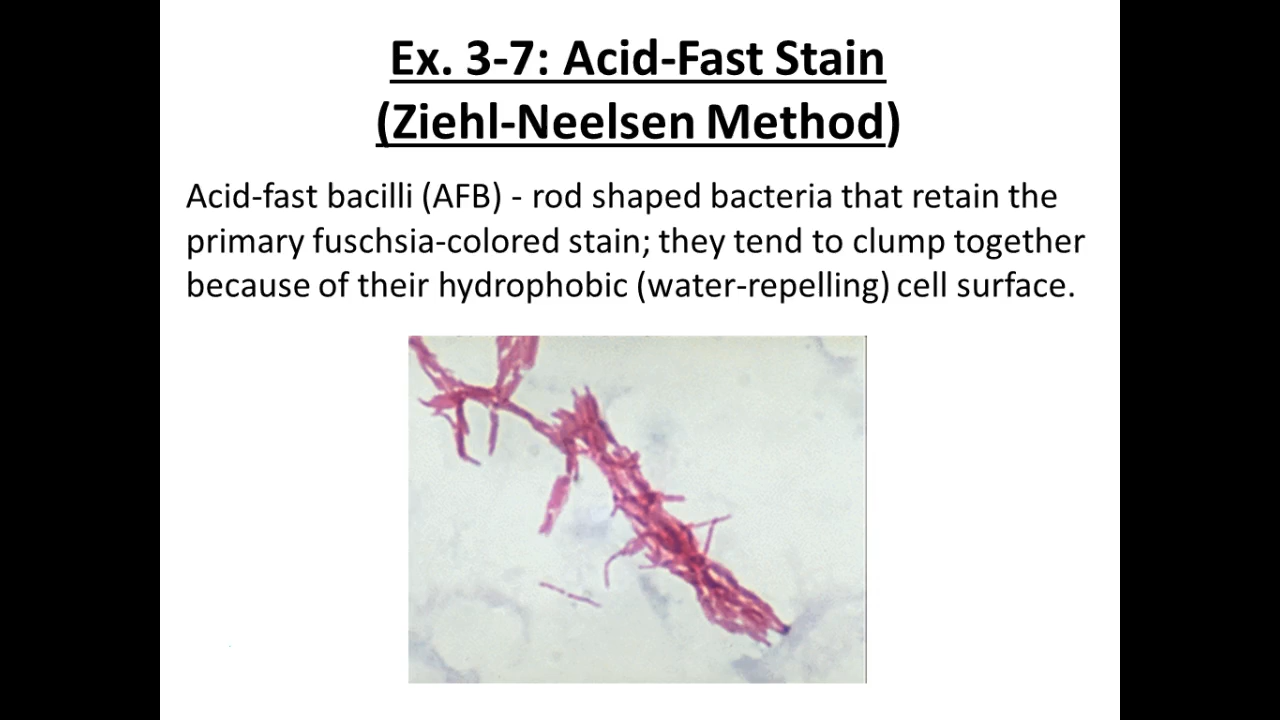 Ex. 3-7: Acid-Fast Stain
(Ziehl-Neelsen Method)
Acid-fast bacilli (AFB) - rod shaped bacteria that retain the
primary fuschsia-colored stain; they tend to clump together
because of their hydrophobic (water-repelling) cell surface.